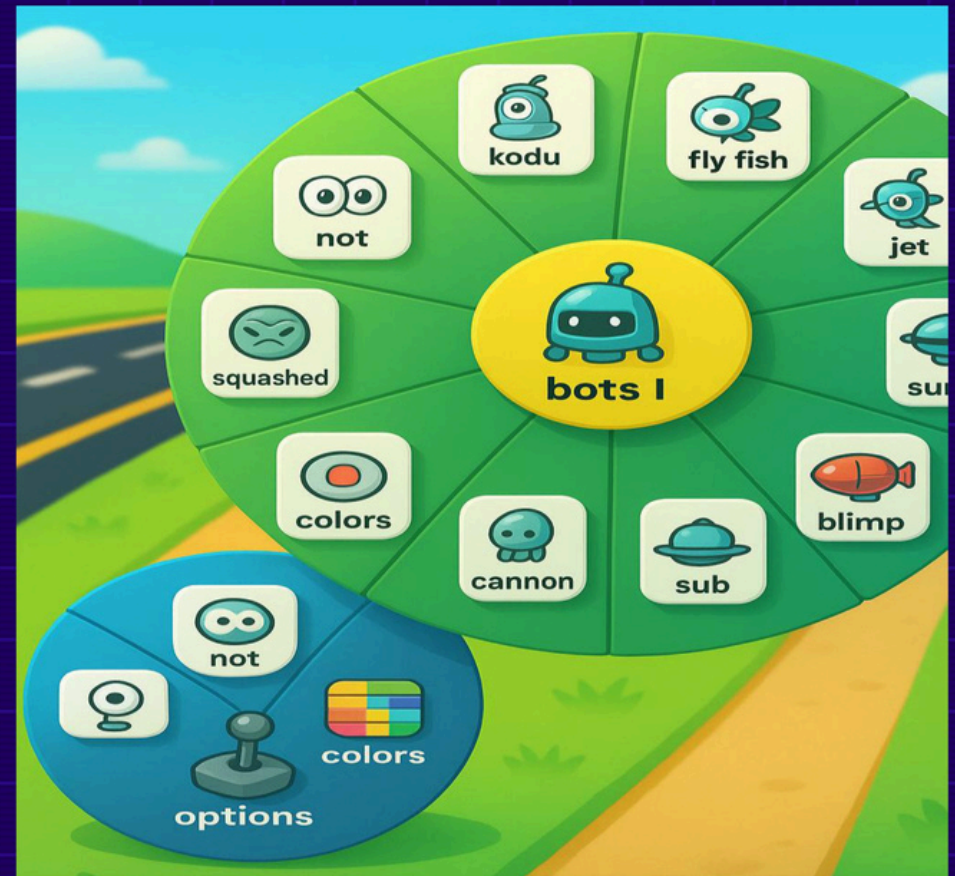 kodu
fly fish
not
jet
squashed
bots I
colors
blimp
cannon
sub
not
colors
options